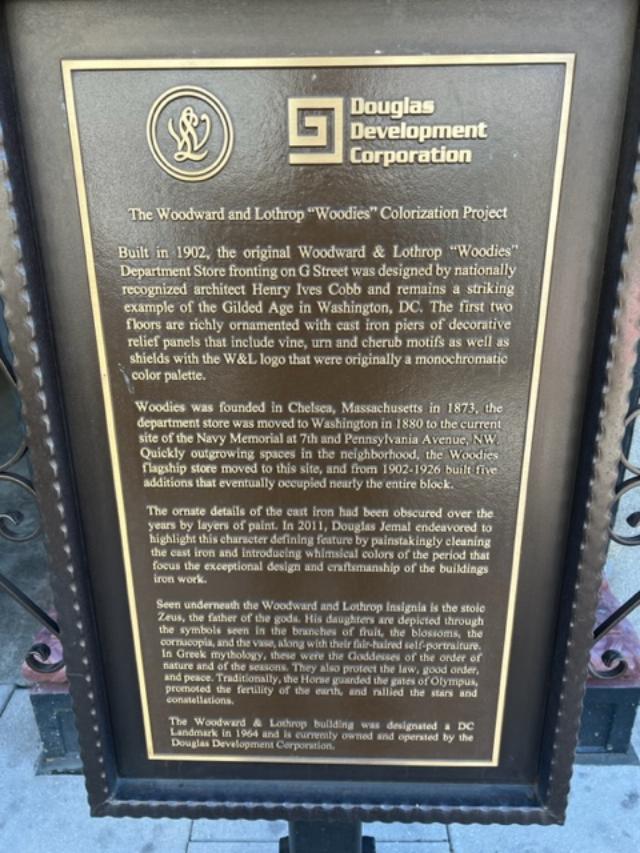 Douglas
Development
Corporation
The Woodward and Lothrop "Woodies" Colorization Project
Built in 1902, the original Woodward & Lothrop "Woodies"
Department Store fronting on G Street was designed by nationally
recognized architect Henry Ives Cobb and remains a striking
example of the Gilded Age in Washington, DC. The first two
floors are richly ornamented with cast iron piers of decorative
relief panels that include vine, urn and cherub motifs as well as
shields with the W&L logo that were originally a monochromatic
color palette.
Woodies was founded in Chelsea, Massachusetts in 1873, the
department store was moved to Washington in 1880 to the current
site of the Navy Memorial at 7th and Pennsylvania Avenue, NW.
Quickly outgrowing spaces in the neighborhood, the Woodies
flagship store moved to this site, and from 1902-1926 built five
additions that eventually occupied nearly the entire block.
The ornate details of the cast iron had been obscured over the
years by layers of paint. In 2011, Douglas Jemal endeavored to
highlight this character defining feature by painstakingly cleaning
the cast iron and introducing whimsical colors of the period that
focus the exceptional design and craftsmanship of the buildings
iron work.
Seen underneath the Woodward and Lothrop insignia is the stoic
Zeus, the father of the gods. His daughters are depicted through
the symbols seen in the branches of fruit, the blossoms, the
cornucopia, and the vase, along with their fair-haired self-portraiture.
In Greek mythology, these were the Goddesses of the order of
nature and of the seasons. They also protect the law, good order,
and peace. Traditionally, the Horae guarded the gates of Olympus,
promoted the fertility of the earth, and rallied the stars and
constellations.
The Woodward & Lothrop building was designated a DC
Landmark in 1964 and is currently owned and operated by the
Douglas Development Corporation.